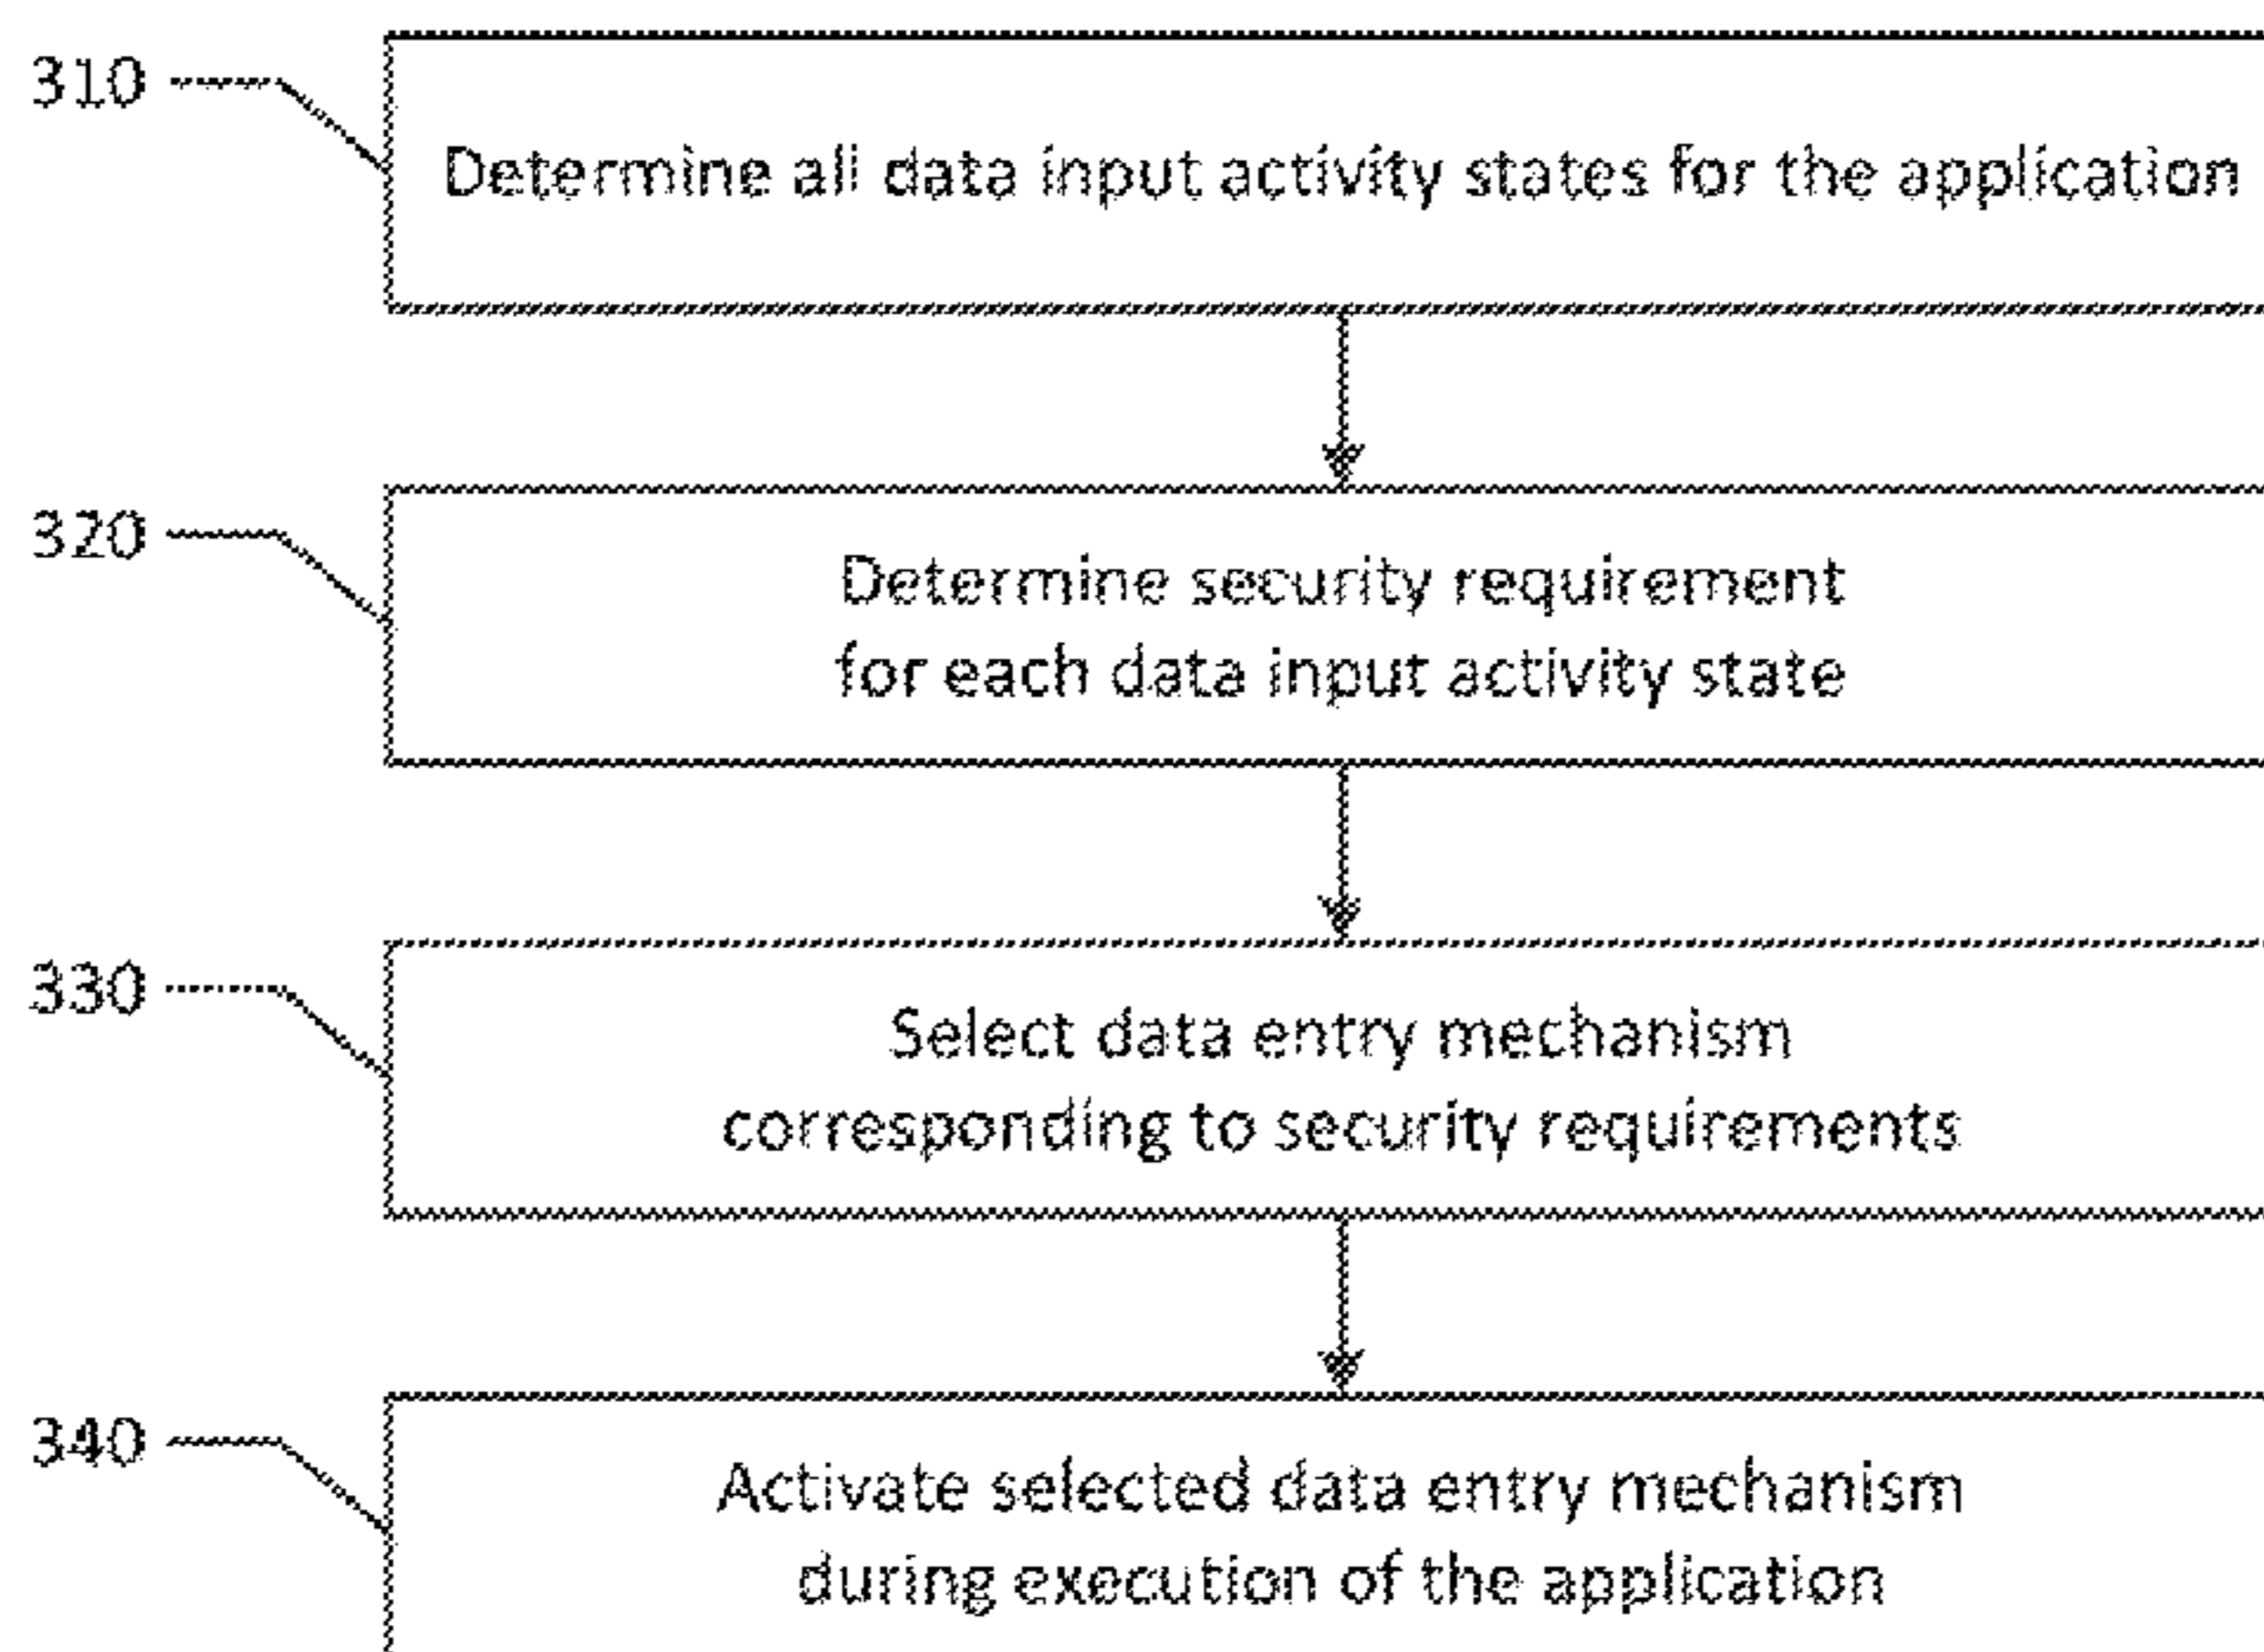 310
Determine all data input activity states for the application
320
Determine security requirement
for each data input activity state
330
Select data entry mechanism
corresponding to security requirements
340
Activate selected data entry mechanism
during execution of the application